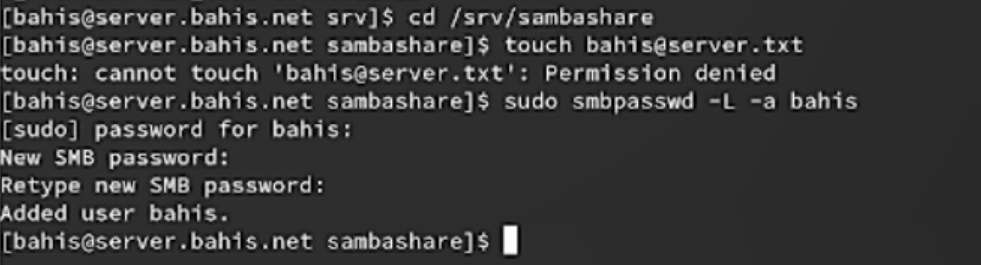 [bahis@server.bahis.net srv]$ cd /srv/sambashare
[bahis@server.bahis.net sambashare]$ touch bahis@server.txt
touch: cannot touch 'bahis@server.txt': Permission denied
[bahis@server.bahis.net sambashare]$ sudo smbpasswd -L -a bahis
[sudo] password for bahis:
New SMB password:
Retype new SMB password:
Added user bahis.
[bahis@server.bahis.net sambashare]$